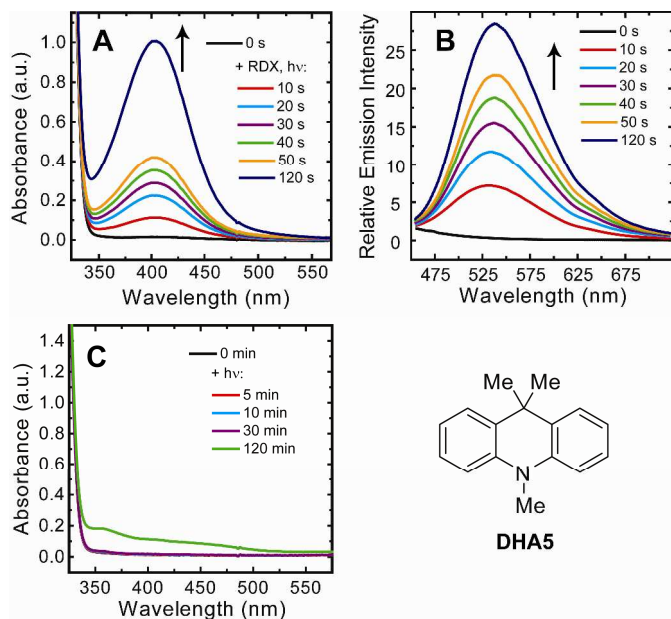 A
Absorbance (a.u.)
1.0
0.8
0.6
0.4
0.2
0.0
350 400 450 500 550
Wavelength (nm)
0 s
+ RDX, hν:
10 s
20 s
30 s
40 s
50 s
120 s
B
Relative Emission Intensity
25
20
15
10
5
0
475 525 575 625 675
Wavelength (nm)
0 s
10 s
20 s
30 s
40 s
50 s
120 s
C
Absorbance (a.u.)
1.4
1.2
1.0
0.8
0.6
0.4
0.2
0.0
350 400 450 500 550
Wavelength (nm)
0 min
+ hν:
5 min
10 min
30 min
120 min
Me Me
N
Me
DHA5